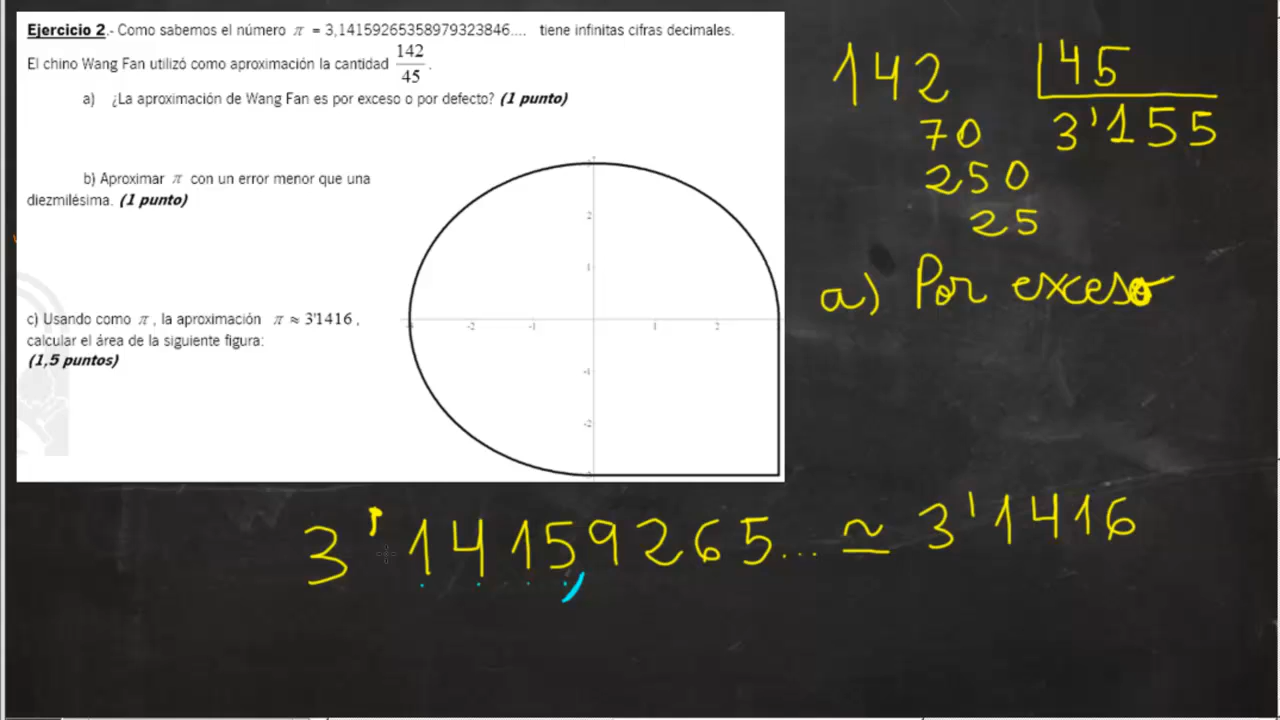 Ejercicio 2.- Como sabemos el número π = 3,14159265358979323846.... tiene infinitas cifras decimales.
El chino Wang Fan utilizó como aproximación la cantidad 142/45.
a) ¿La aproximación de Wang Fan es por exceso o por defecto? (1 punto)
b) Aproximar π con un error menor que una
diezmilésima. (1 punto)
c) Usando como π, la aproximación π ≈ 3'1416,
calcular el área de la siguiente figura:
(1,5 puntos)
2
1
-2 -1 1 2
-1
-2
142 45
70 3'155
250
25
a) Por exceso
3'14159265... ≃ 3'1416